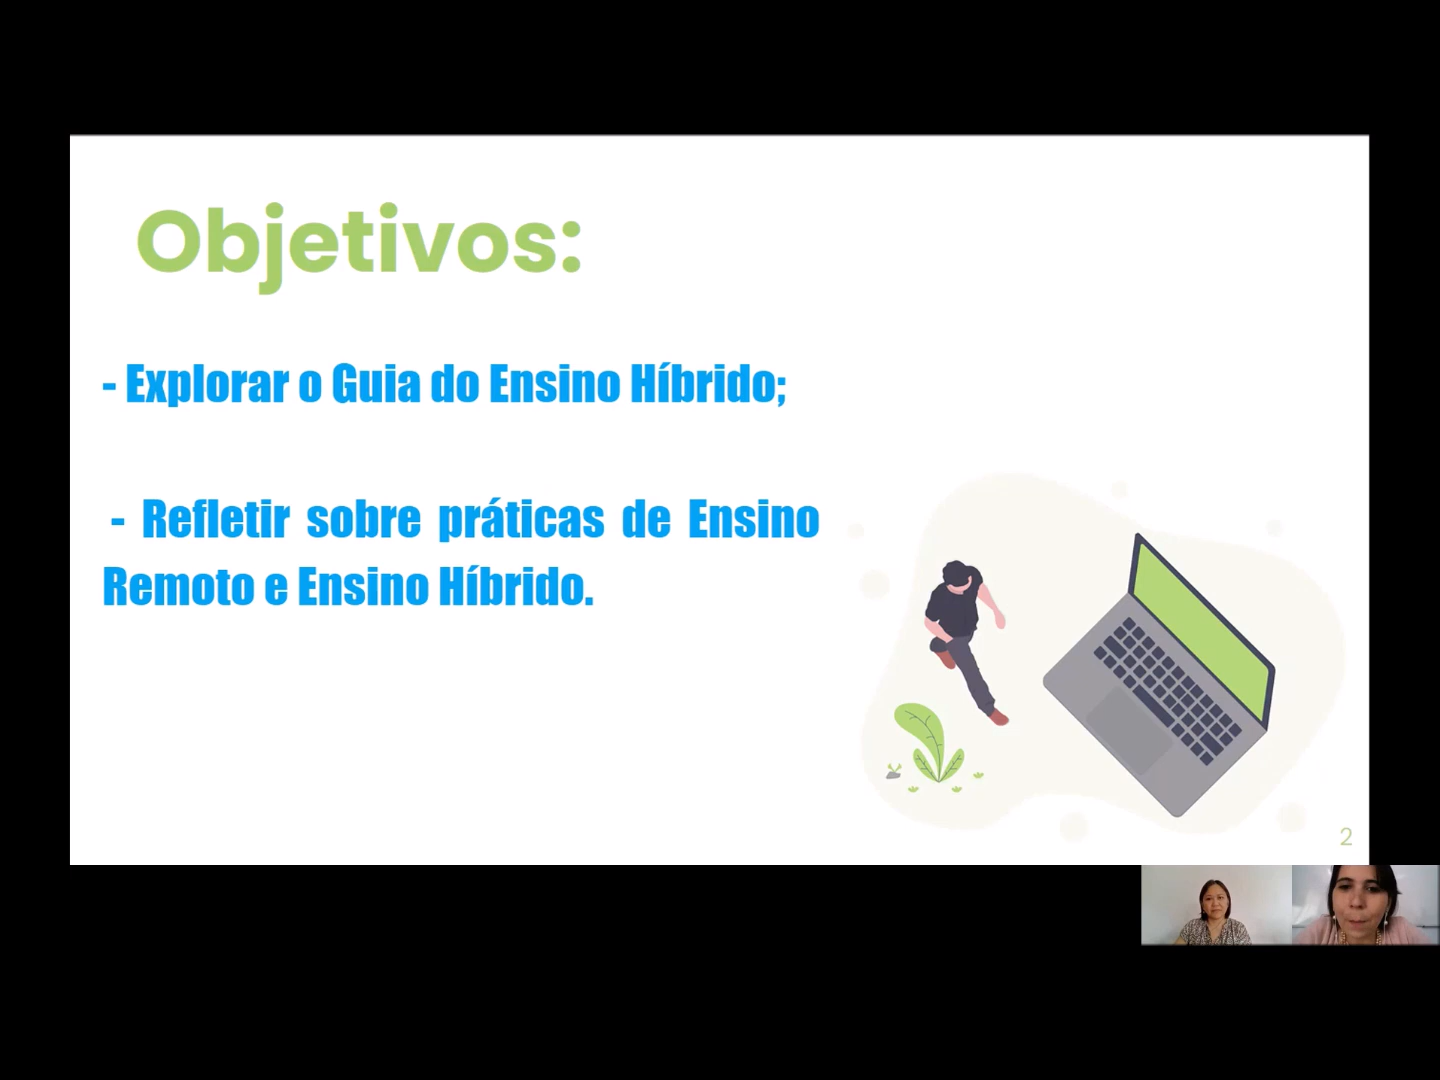 Objetivos:
- Explorar o Guia do Ensino Híbrido;
- Refletir sobre práticas de Ensino
Remoto e Ensino Híbrido.
2